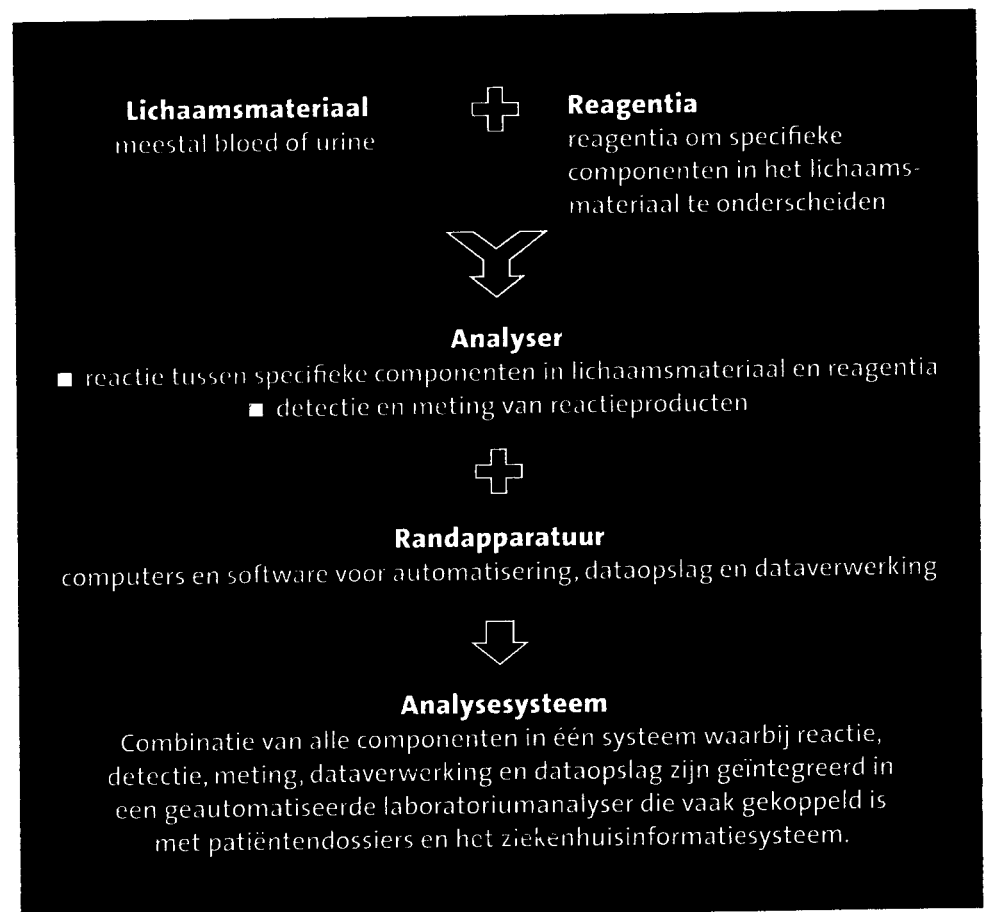 Lichaamsmateriaal
meestal bloed of urine
Reagentia
reagentia om specifieke
componenten in het lichaams-
materiaal te onderscheiden
Analyser
■ reactie tussen specifieke componenten in lichaamsmateriaal en reagentia
■ detectie en meting van reactieproducten
Randapparatuur
computers en software voor automatisering, dataopslag en dataverwerking
Analysesysteem
Combinatie van alle componenten in één systeem waarbij reactie,
detectie, meting, dataverwerking en dataopslag zijn geïntegreerd in
een geautomatiseerde laboratoriumanalyser die vaak gekoppeld is
met patiëntendossiers en het ziekenhuisinformatiesysteem.